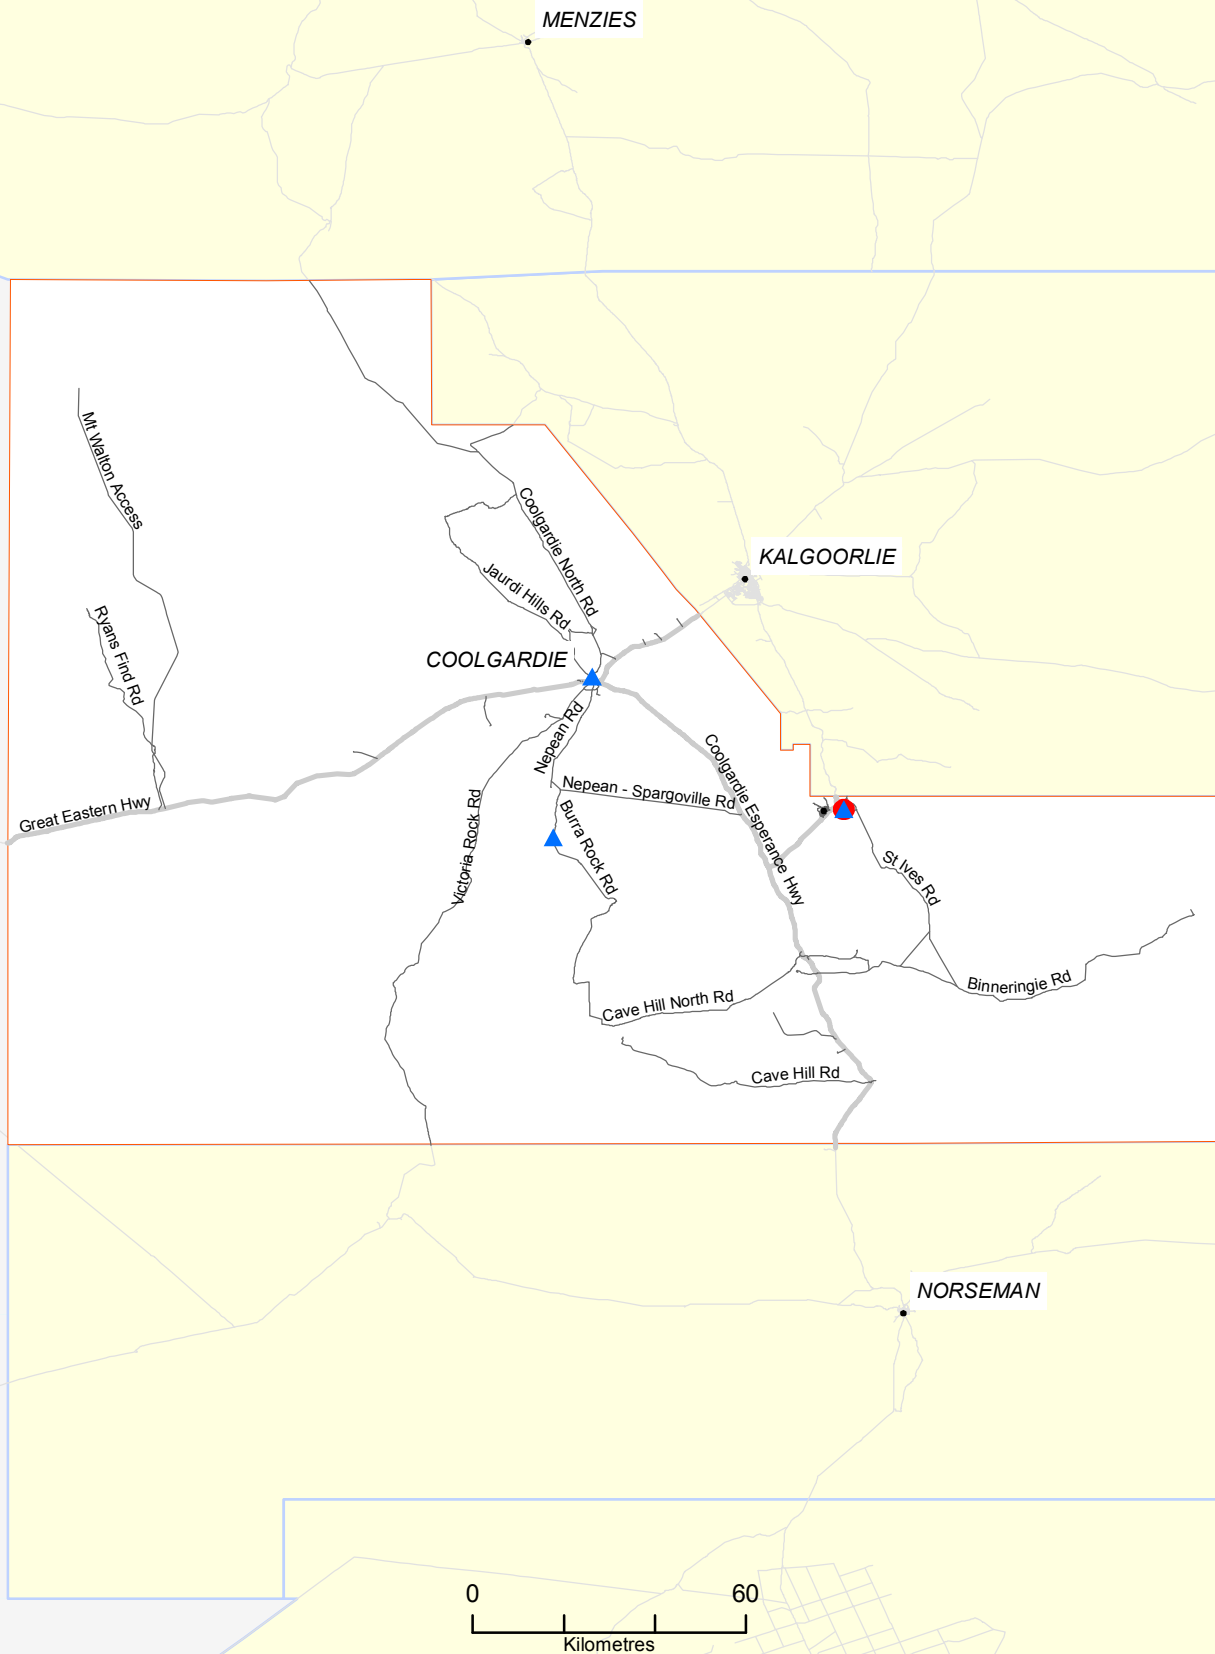 MENZIES
Mt Walton Access
Coolgardie North Rd
KALGOORLIE
Jaurdi Hills Rd
Ryans Find Rd
COOLGARDIE
Nepean Rd
Coolgardie Esperance Hwy
Nepean - Spargoville Rd
Great Eastern Hwy
Victoria Rock Rd
Burra Rock Rd
St Ives Rd
Binneringie Rd
Cave Hill North Rd
Cave Hill Rd
NORSEMAN
0 60
Kilometres